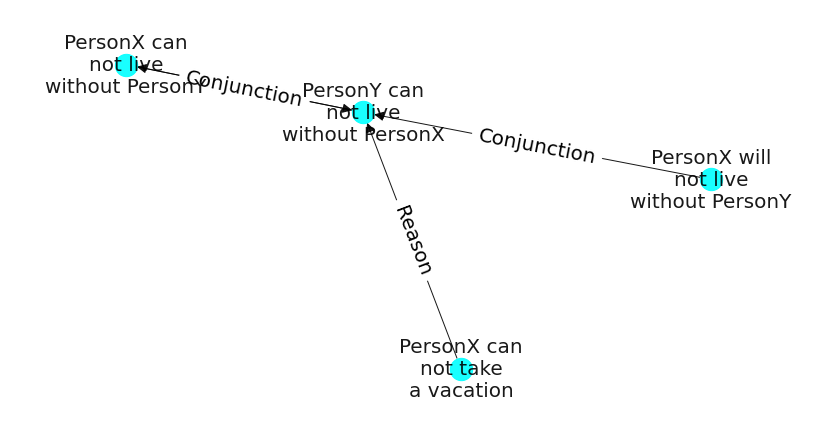 PersonX can
not live
without PersonY
Conjunction
PersonY can
not live
without PersonX
Conjunction
PersonX will
not live
without PersonY
Reason
PersonX can
not take
a vacation